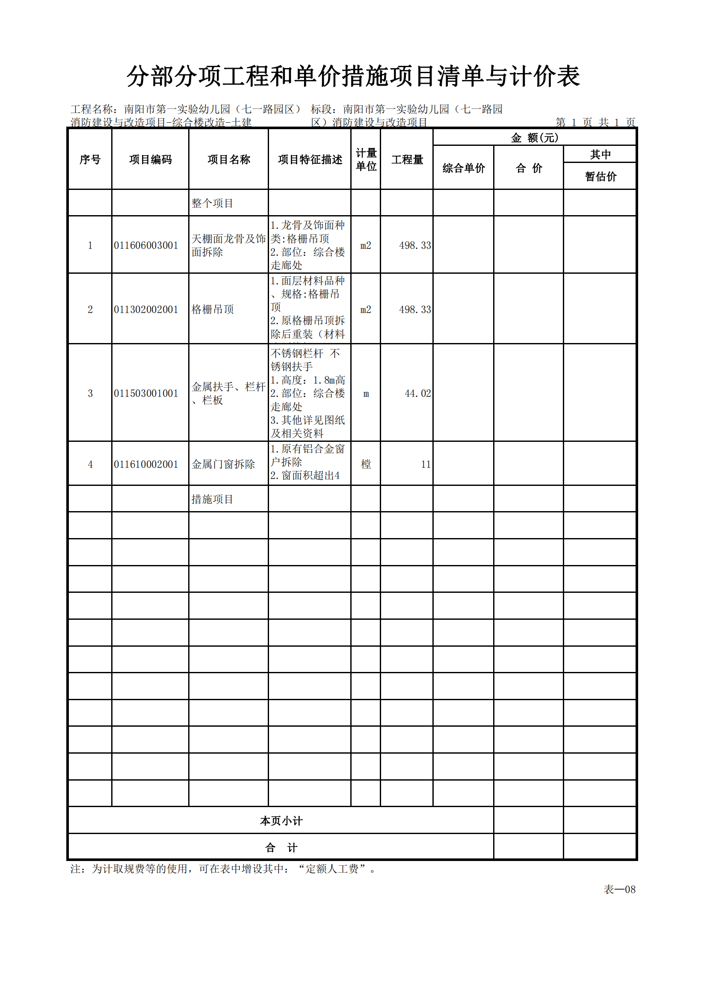 分部分项工程和单价措施项目清单与计价表
工程名称：南阳市第一实验幼儿园（七一路园区）
消防建设与改造项目-综合楼改造-土建
标段：南阳市第一实验幼儿园（七一路园
区）消防建设与改造项目
第 1 页 共 1 页
序号
项目编码
项目名称
项目特征描述
计量
单位
工程量
金 额(元)
综合单价
合 价
其中
暂估价
整个项目
1
011606003001
天棚面龙骨及饰
面拆除
1.龙骨及饰面种
类:格栅吊顶
2.部位：综合楼
走廊处
m2
498.33
2
011302002001
格栅吊顶
1.面层材料品种
、规格:格栅吊
顶
2.原格栅吊顶拆
除后重装（材料
m2
498.33
3
011503001001
金属扶手、栏杆
、栏板
不锈钢栏杆 不
锈钢扶手
1.高度：1.8m高
2.部位：综合楼
走廊处
3.其他详见图纸
及相关资料
m
44.02
4
011610002001
金属门窗拆除
1.原有铝合金窗
户拆除
2.窗面积超出4
樘
11
措施项目
本页小计
合 计
注：为计取规费等的使用，可在表中增设其中：“定额人工费”。
表—08